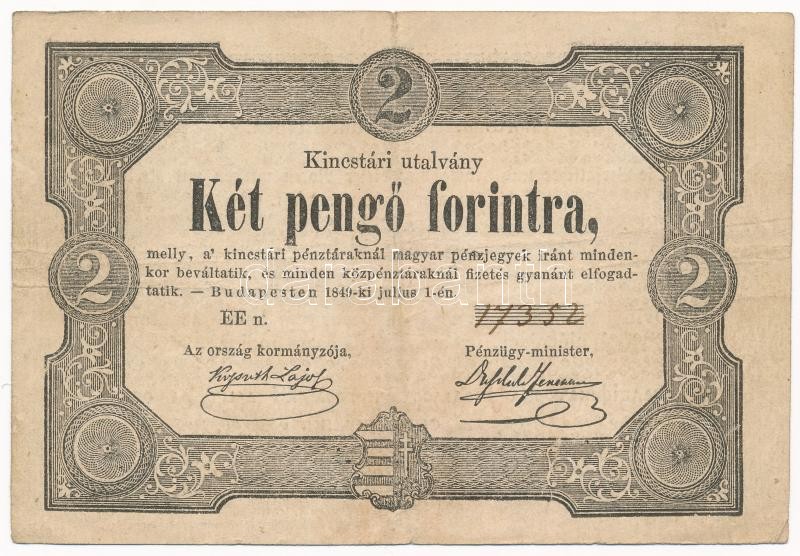 2
Kincstári utalvány
Két pengő forintra,
2
2
melly, a' kincstári pénztáraknál magyar pénzjegyek iránt minden-
kor beváltatik, és minden közpénztáraknál fizetés gyanánt elfogad-
tatik. — Budapesten 1849-ki julius 1-én.
ÉE n. 17352
Az ország kormányzója, Pénzügy-minister,
Kossuth Lajos